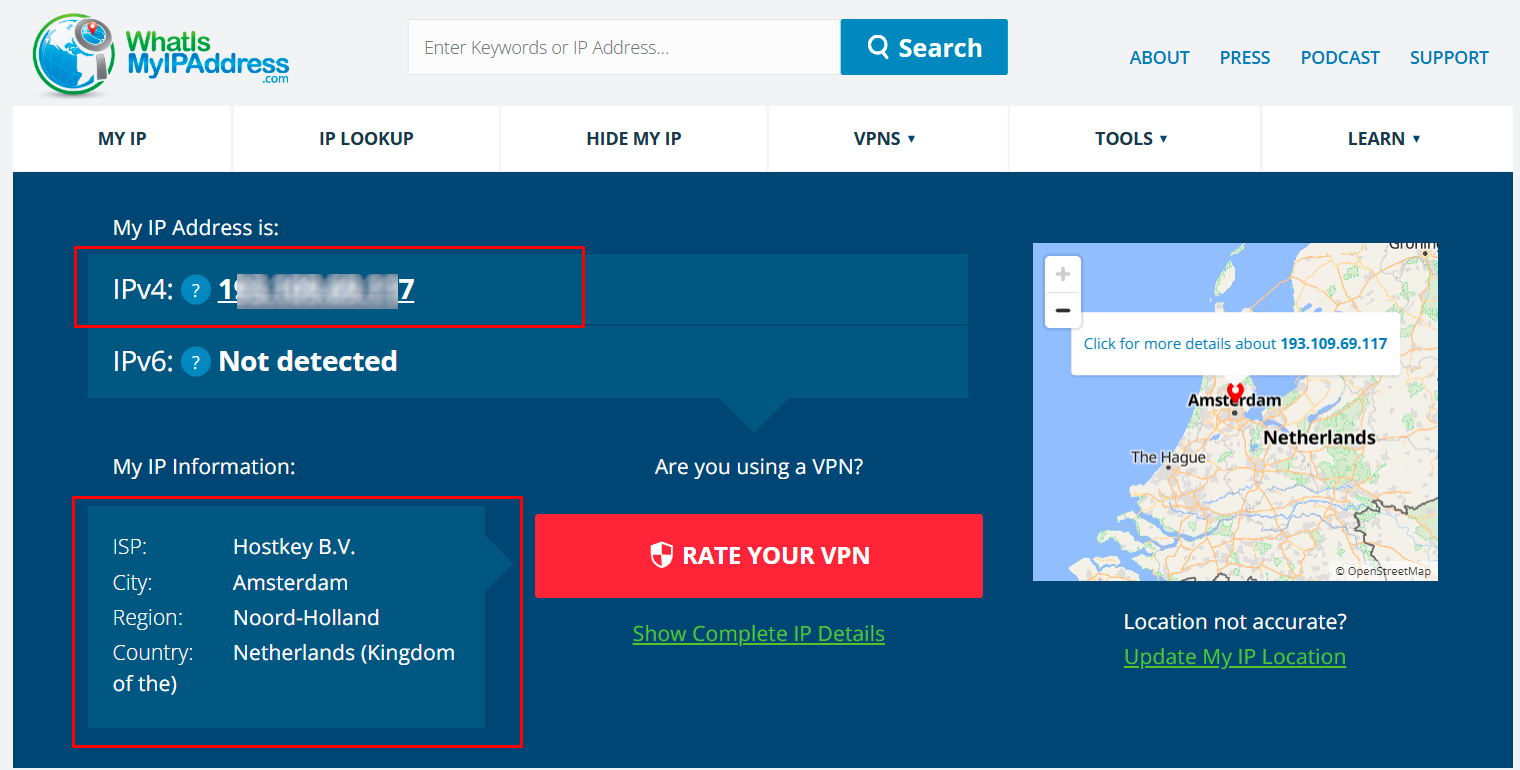 WhatIs
MyIPAddress
.com
Enter Keywords or IP Address...
Search
ABOUT
PRESS
PODCAST
SUPPORT
MY IP
IP LOOKUP
HIDE MY IP
VPNS ▼
TOOLS ▼
LEARN ▼
My IP Address is:
IPv4: ? 19 7
IPv6: ? Not detected
My IP Information:
ISP: Hostkey B.V.
City: Amsterdam
Region: Noord-Holland
Country: Netherlands (Kingdom
of the)
Are you using a VPN?
RATE YOUR VPN
Show Complete IP Details
+
−
Click for more details about 193.109.69.117
Amsterdam
Netherlands
The Hague
© OpenStreetMap
Location not accurate?
Update My IP Location